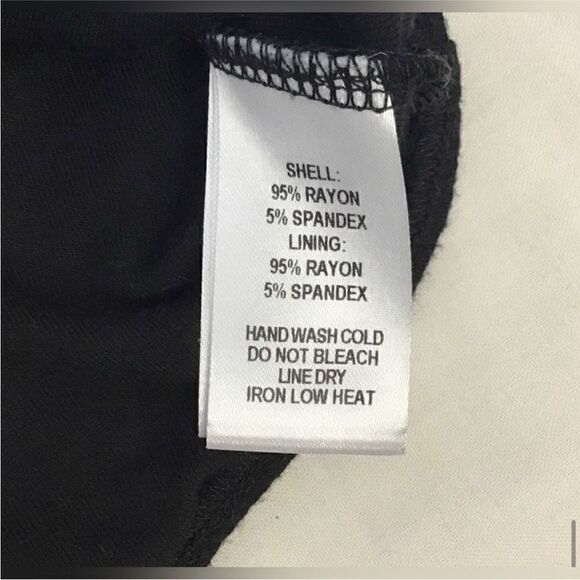 SHELL:
95% RAYON
5% SPANDEX
LINING:
95% RAYON
5% SPANDEX
HAND WASH COLD
DO NOT BLEACH
LINE DRY
IRON LOW HEAT